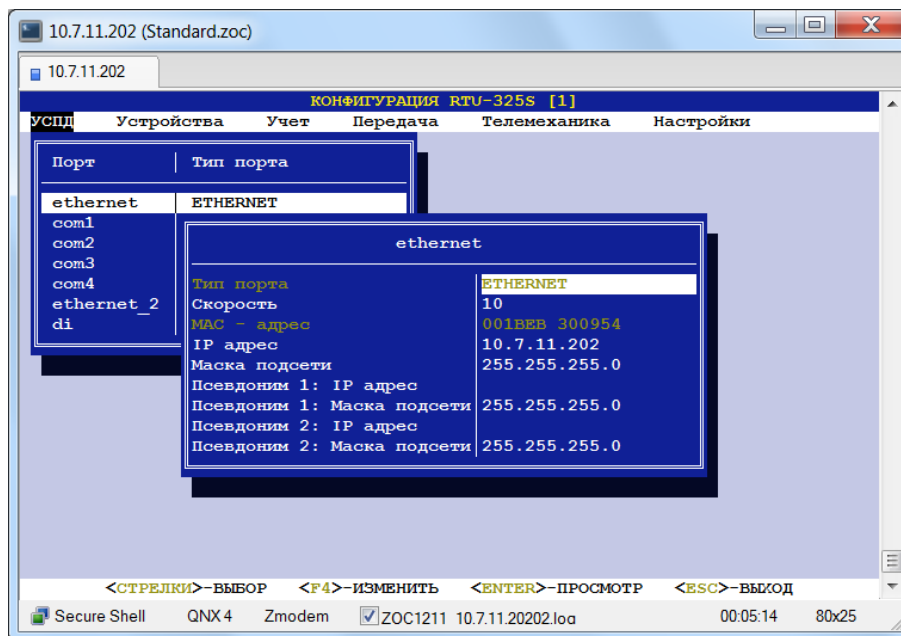 10.7.11.202 (Standard.zoc)
10.7.11.202
КОНФИГУРАЦИЯ RTU-325S [1]
УСПД Устройства Учет Передача Телемеханика Настройки
Порт Тип порта
ethernet ETHERNET
com1
com2
com3
com4
ethernet_2
di
ethernet
Тип порта ETHERNET
Скорость 10
MAC - адрес 001BEB 300954
IP адрес 10.7.11.202
Маска подсети 255.255.255.0
Псевдоним 1: IP адрес
Псевдоним 1: Маска подсети 255.255.255.0
Псевдоним 2: IP адрес
Псевдоним 2: Маска подсети 255.255.255.0
<СТРЕЛКИ>-ВЫБОР <F4>-ИЗМЕНИТЬ <ENTER>-ПРОСМОТР <ESC>-ВЫХОД
Secure Shell QNX 4 Zmodem ZOC1211_10.7.11.20202.log 00:05:14 80x25